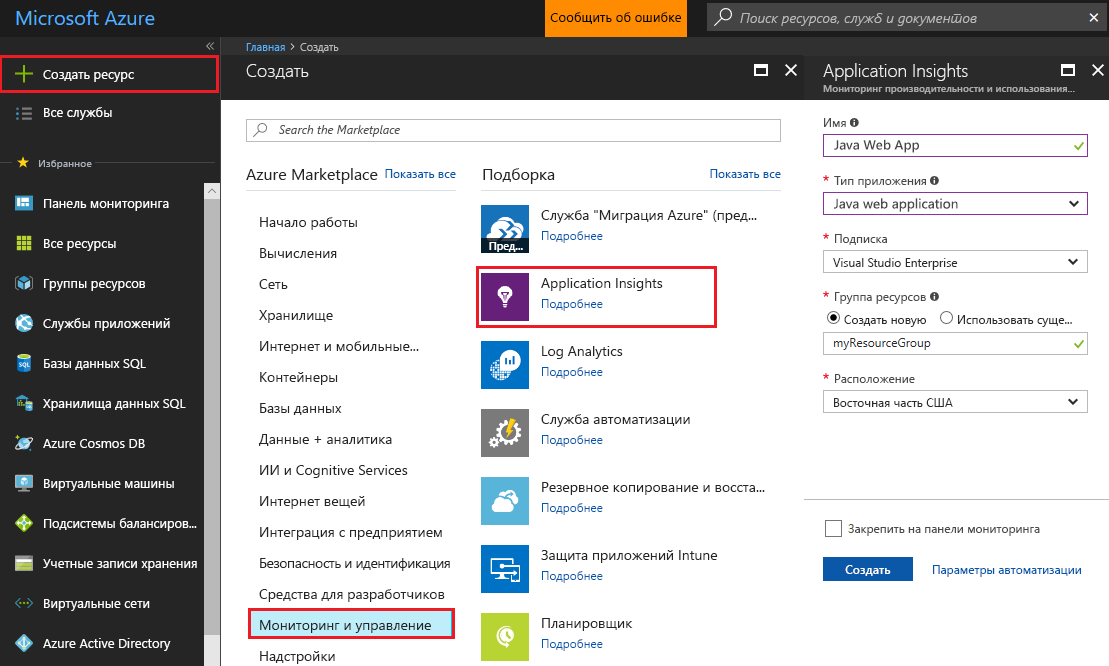 Microsoft Azure
Сообщить об ошибке
Поиск ресурсов, служб и документов
Создать ресурс
Все службы
Избранное
Панель мониторинга
Все ресурсы
Группы ресурсов
Службы приложений
Базы данных SQL
Хранилища данных SQL
Azure Cosmos DB
Виртуальные машины
Подсистемы балансиров...
Учетные записи хранения
Виртуальные сети
Azure Active Directory
Главная > Создать
Создать
Search the Marketplace
Azure Marketplace Показать все
Начало работы
Вычисления
Сеть
Хранилище
Интернет и мобильные...
Контейнеры
Базы данных
Данные + аналитика
ИИ и Cognitive Services
Интернет вещей
Интеграция с предприятием
Безопасность и идентификация
Средства для разработчиков
Мониторинг и управление
Надстройки
Подборка Показать все
Пред...
Служба "Миграция Azure" (пред...
Подробнее
Application Insights
Подробнее
Log Analytics
Подробнее
Служба автоматизации
Подробнее
Резервное копирование и восста...
Подробнее
Защита приложений Intune
Подробнее
Планировщик
Подробнее
Application Insights
Мониторинг производительности и использования...
Имя
Java Web App
* Тип приложения
Java web application
* Подписка
Visual Studio Enterprise
* Группа ресурсов
Создать новую Использовать суще...
myResourceGroup
* Расположение
Восточная часть США
Закрепить на панели мониторинга
Создать Параметры автоматизации